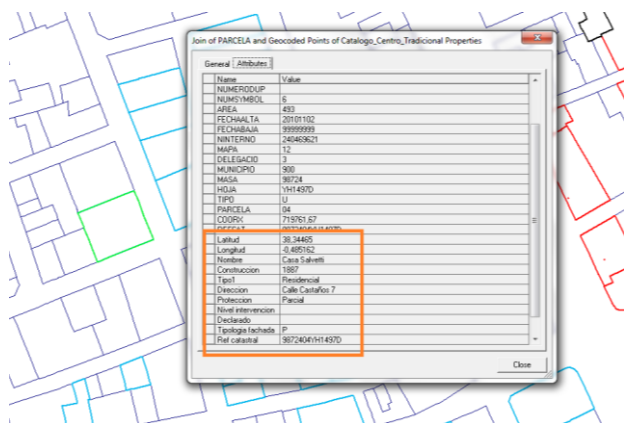 Join of PARCELA and Geocoded Points of Catalogo_Centro_Tradicional Properties
General Attributes
Name Value
NUMERODUP
NUMSYMBOL 6
AREA 493
FECHAALTA 20101102
FECHABAJA 99999999
NINTERNO 240469621
MAPA 12
DELEGACIO 3
MUNICIPIO 900
MASA 98724
HOJA YH1497D
TIPO U
PARCELA 04
COORX 719761,67
REFCAT 9872404YH1497D
Latitud 38,34465
Longitud -0,485162
Nombre Casa Salvetti
Construccion 1887
Tipo1 Residencial
Direccion Calle Castaños 7
Proteccion Parcial
Nivel intervencion
Declarado
Tipologia fachada P
Ref catastral 9872404YH1497D
Close